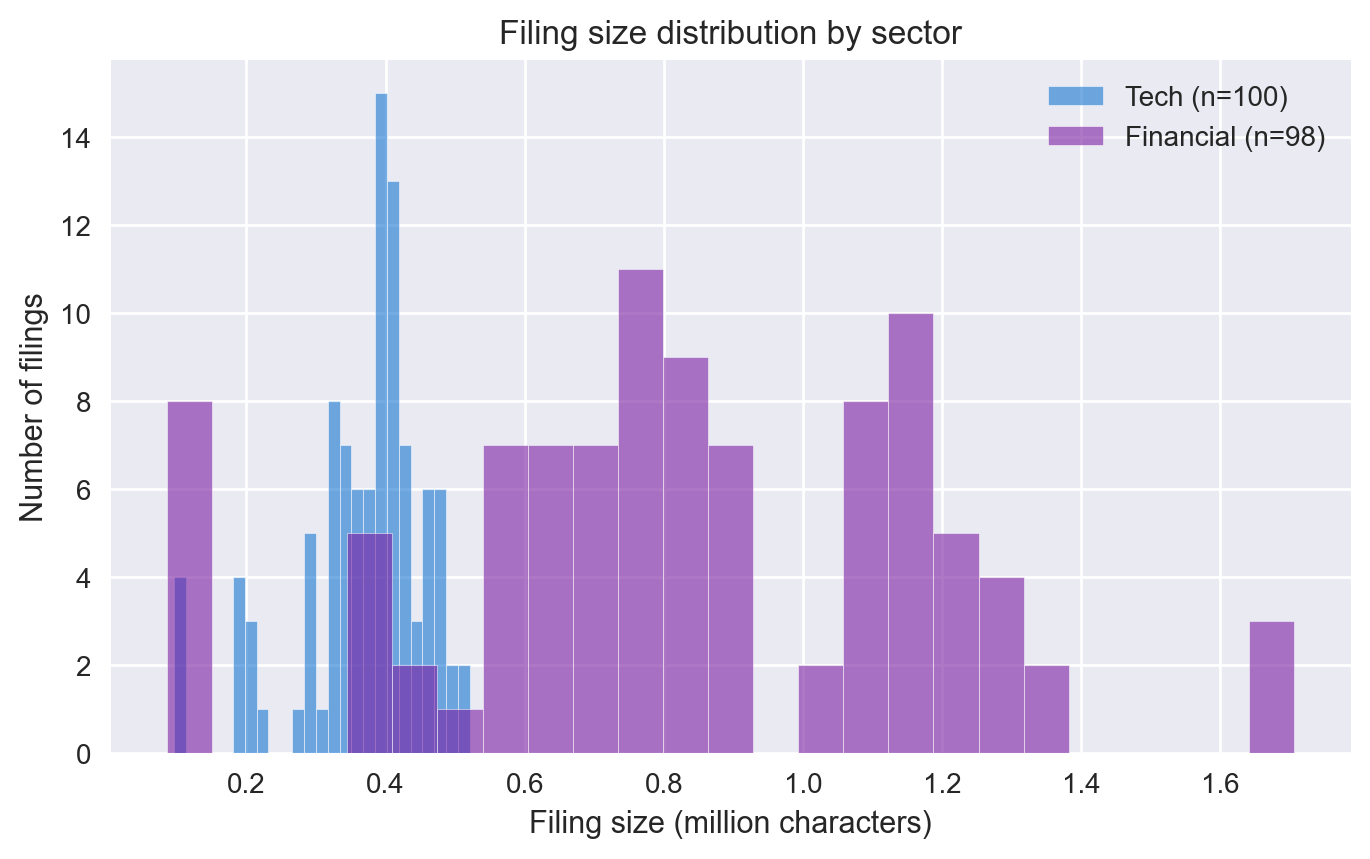 Filing size distribution by sector
Tech (n=100)
Financial (n=98)
Number of filings
14
12
10
8
6
4
2
0
0.2 0.4 0.6 0.8 1.0 1.2 1.4 1.6
Filing size (million characters)